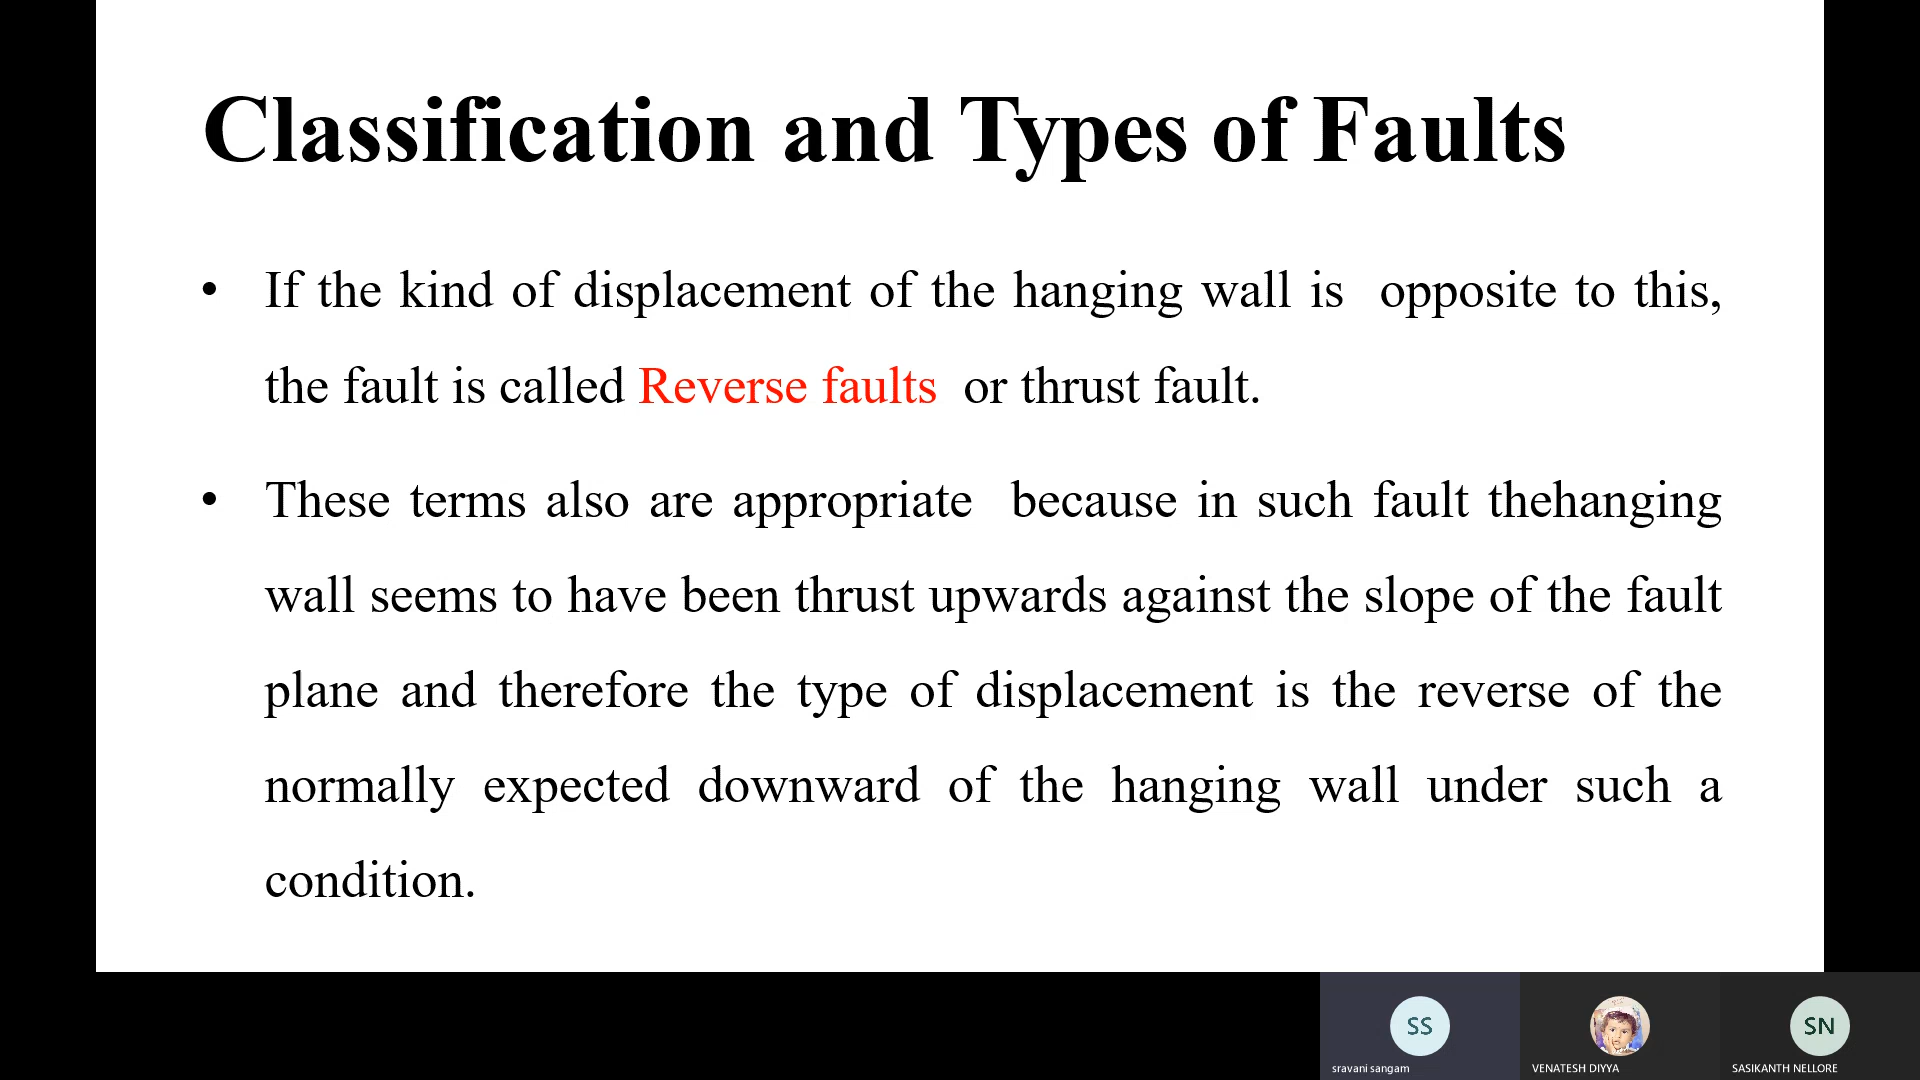 Classification and Types of Faults
• If the kind of displacement of the hanging wall is opposite to this,
the fault is called Reverse faults or thrust fault.
• These terms also are appropriate because in such fault thehanging
wall seems to have been thrust upwards against the slope of the fault
plane and therefore the type of displacement is the reverse of the
normally expected downward of the hanging wall under such a
condition.
SS
SN
sravani sangam
VENATESH DIYYA
SASIKANTH NELLORE